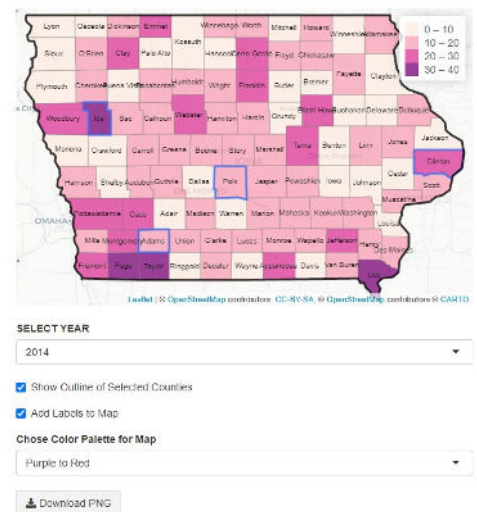 Lyon Osceola Dickinson Emmet Winnebago Worth Mitchell Howard Winneshiek Allamakee
Kossuth
Sioux O'Brien Clay Palo Alto Hancock Cerro Gordo Floyd Chickasaw
Plymouth Cherokee Buena Vista Pocahontas Humboldt Wright Franklin Butler Bremer Fayette Clayton
Woodbury Ida Sac Calhoun Webster Hamilton Hardin Grundy Black Hawk Buchanan Delaware Dubuque
Monona Crawford Carroll Greene Boone Story Marshall Tama Benton Linn Jones Jackson
Clinton
Harrison Shelby Audubon Guthrie Dallas Polk Jasper Poweshiek Iowa Johnson Cedar Scott
Muscatine
OMAHA
Pottawattamie Cass Adair Madison Warren Marion Mahaska Keokuk Washington
Louisa
Mills Montgomery Adams Union Clarke Lucas Monroe Wapello Jefferson Henry Des Moines
Fremont Page Taylor Ringgold Decatur Wayne Appanoose Davis Van Buren Lee
0 – 10
10 – 20
20 – 30
30 – 40
Leaflet | © OpenStreetMap contributors, CC-BY-SA, © OpenStreetMap contributors © CARTO
SELECT YEAR
2014
Show Outline of Selected Counties
Add Labels to Map
Chose Color Palette for Map
Purple to Red
Download PNG